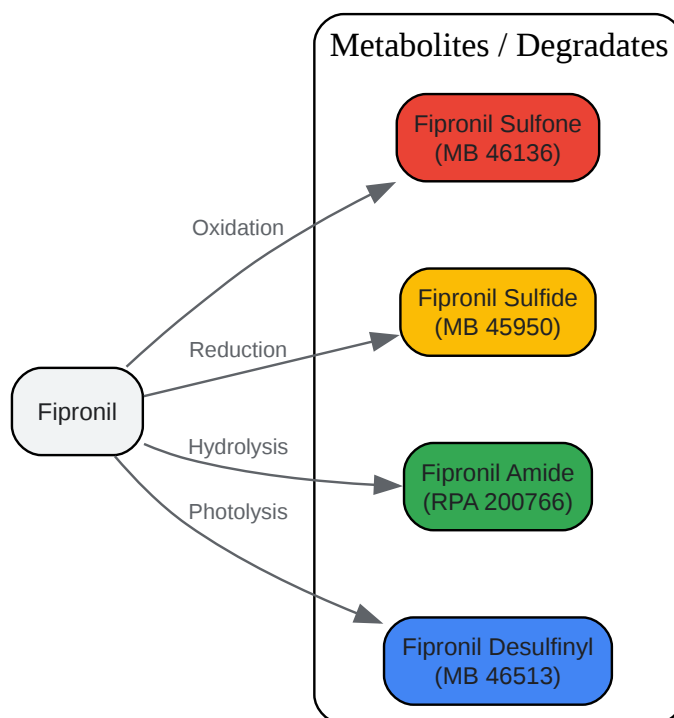 Metabolites / Degradates
Fipronil Sulfone
(MB 46136)
Oxidation
Fipronil Sulfide
(MB 45950)
Reduction
Fipronil
Hydrolysis
Fipronil Amide
(RPA 200766)
Photolysis
Fipronil Desulfinyl
(MB 46513)